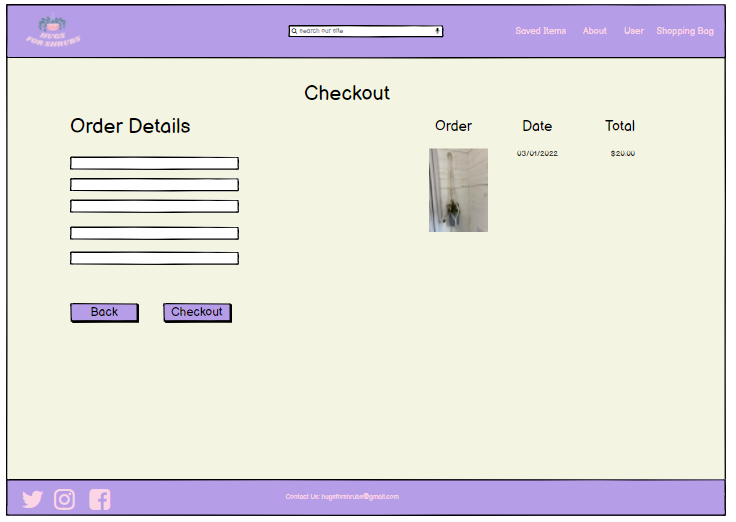 HUGS
FOR SHRUBS
Search our site
Saved Items About User Shopping Bag
Checkout
Order Details
Order Date Total
03/01/2022 $20.00
Back Checkout
Contact Us: hugsforshrubs@gmail.com